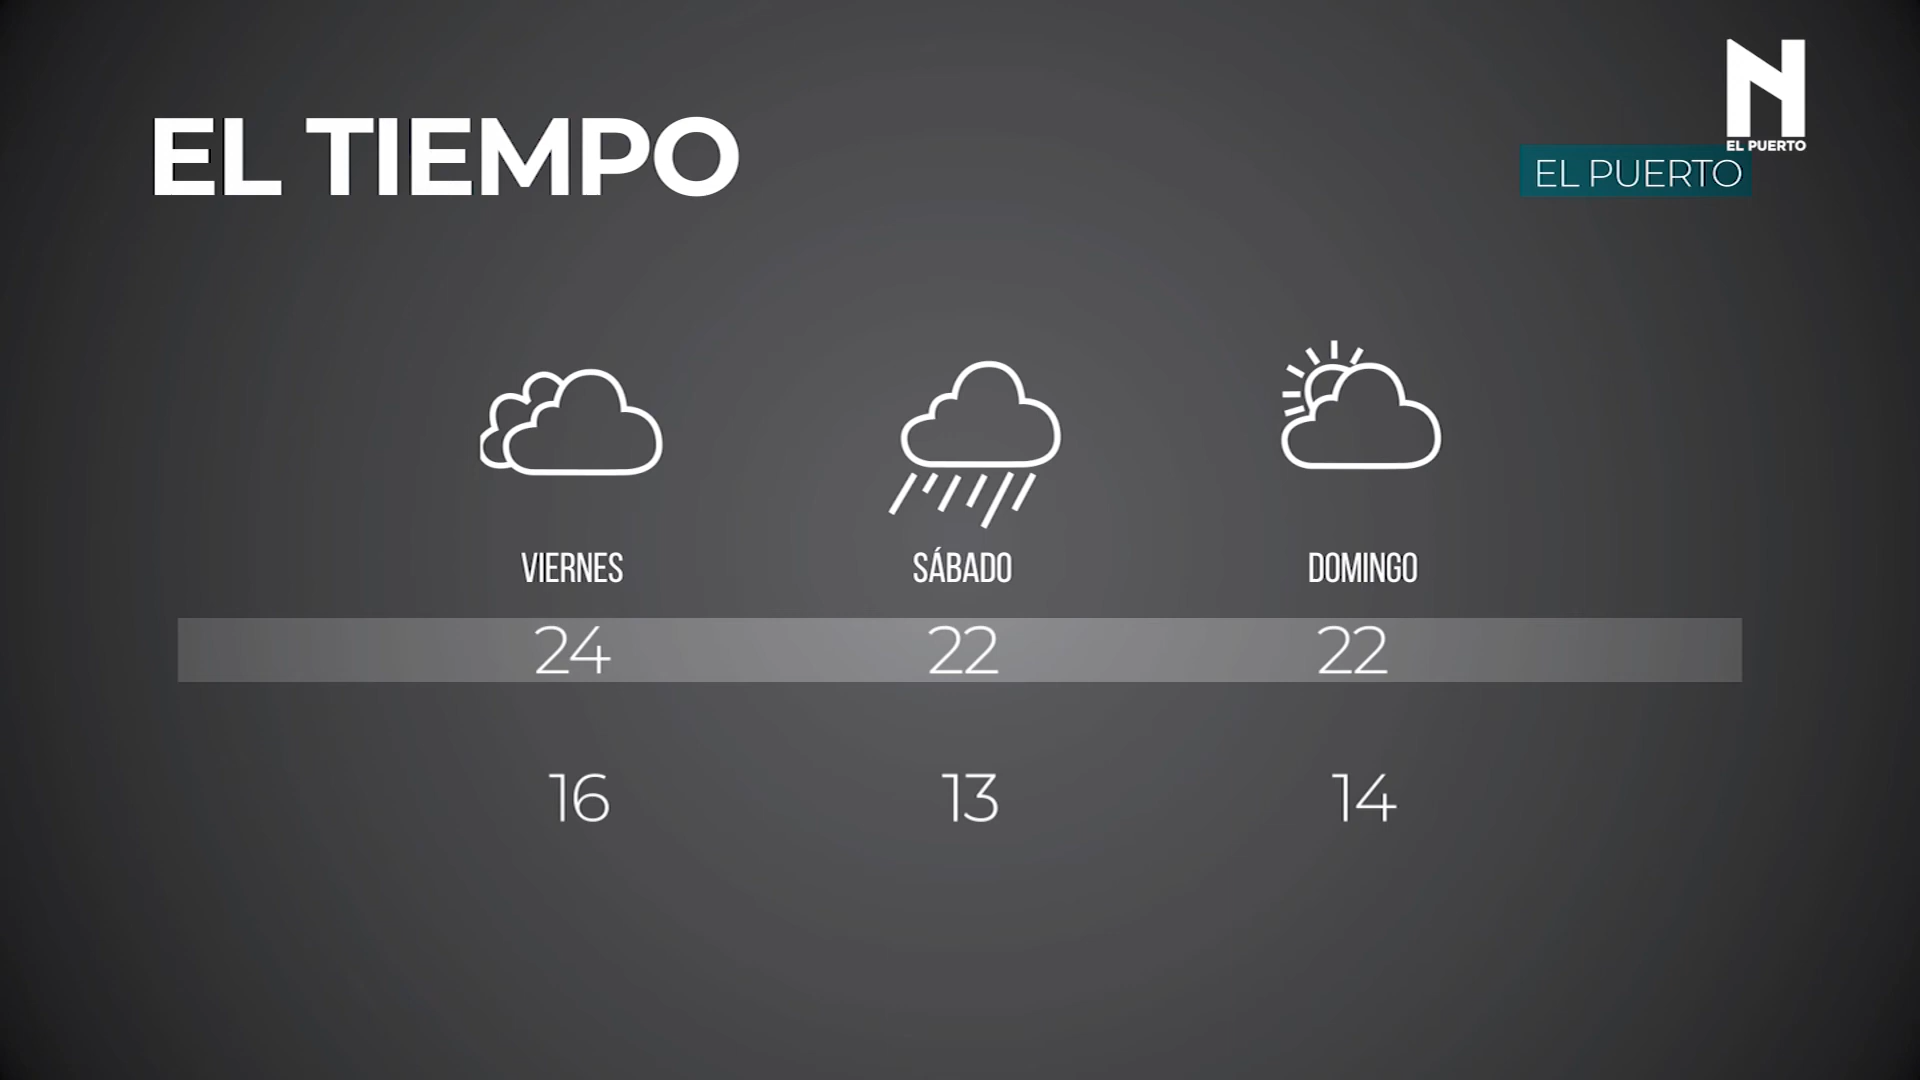 EL TIEMPO
EL PUERTO
EL PUERTO
VIERNES SÁBADO DOMINGO
24 22 22
16 13 14